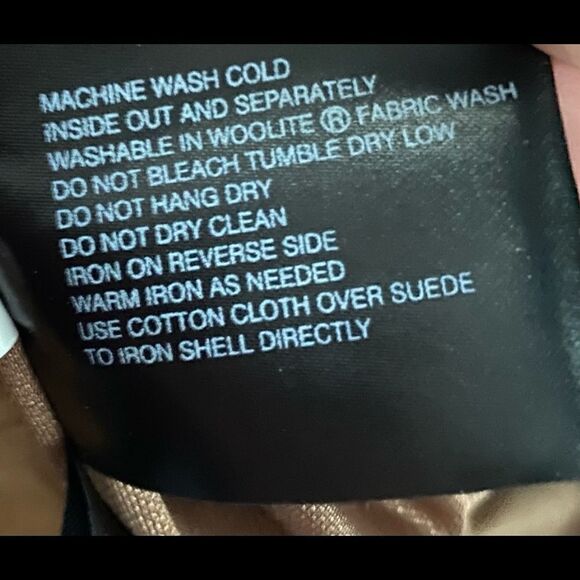 MACHINE WASH COLD
INSIDE OUT AND SEPARATELY
WASHABLE IN WOOLITE ® FABRIC WASH
DO NOT BLEACH TUMBLE DRY LOW
DO NOT HANG DRY
DO NOT DRY CLEAN
IRON ON REVERSE SIDE
WARM IRON AS NEEDED
USE COTTON CLOTH OVER SUEDE
TO IRON SHELL DIRECTLY